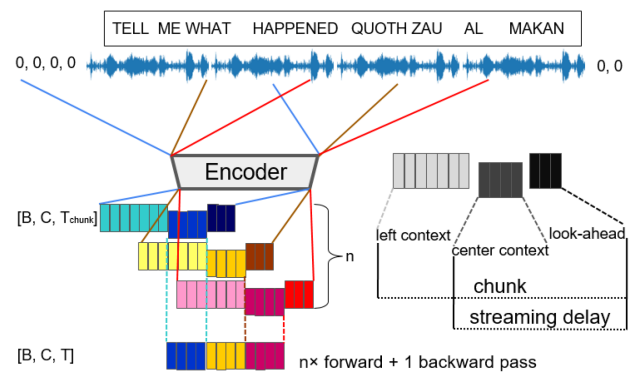 TELL ME WHAT HAPPENED QUOTH ZAU AL MAKAN
0, 0, 0, 0
0, 0
Encoder
[B, C, Tchunk]
n
left context
center context
look-ahead
chunk
streaming delay
[B, C, T]
n× forward + 1 backward pass